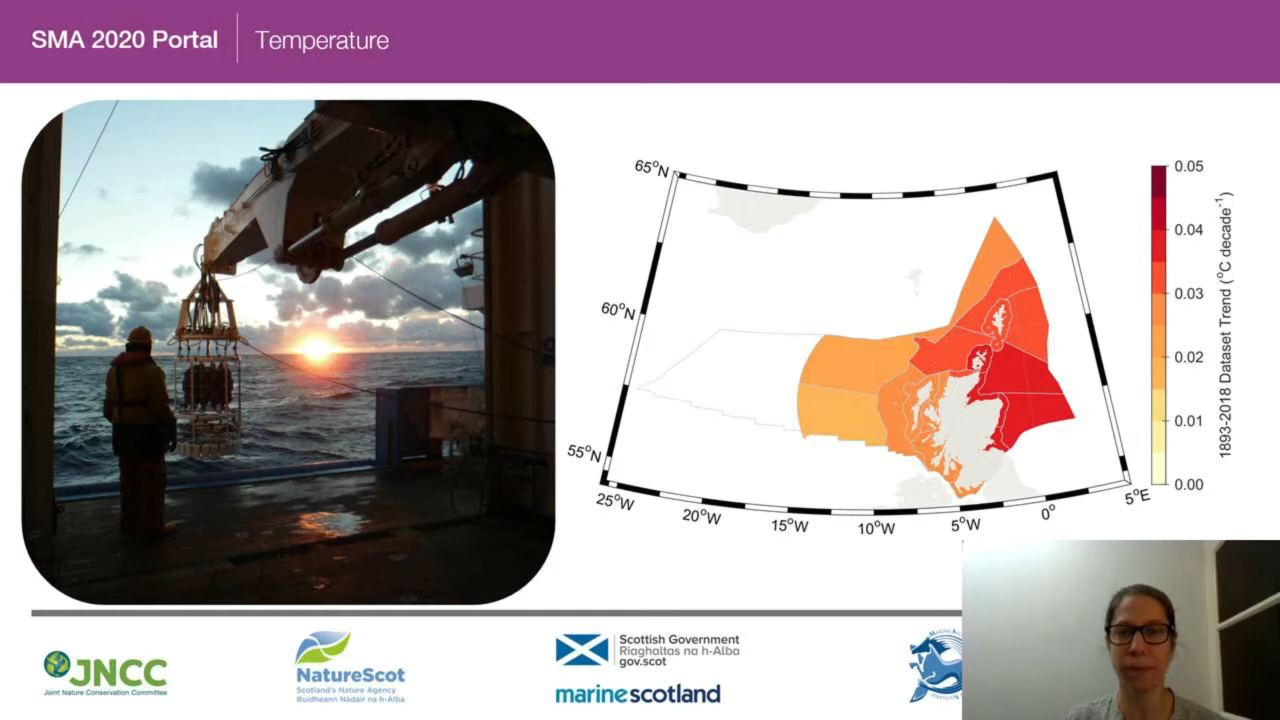 SMA 2020 Portal
Temperature
65°N
60°N
55°N
25°W
20°W
15°W
10°W
5°W
0°
5°E
0.05
0.04
0.03
0.02
0.01
0.00
1893-2018 Dataset Trend (°C decade⁻¹)
JNCC
Joint Nature Conservation Committee
NatureScot
Scotland's Nature Agency
Buidheann Nàdair na h-Alba
Scottish Government
Riaghaltas na h-Alba
gov.scot
marinescotland